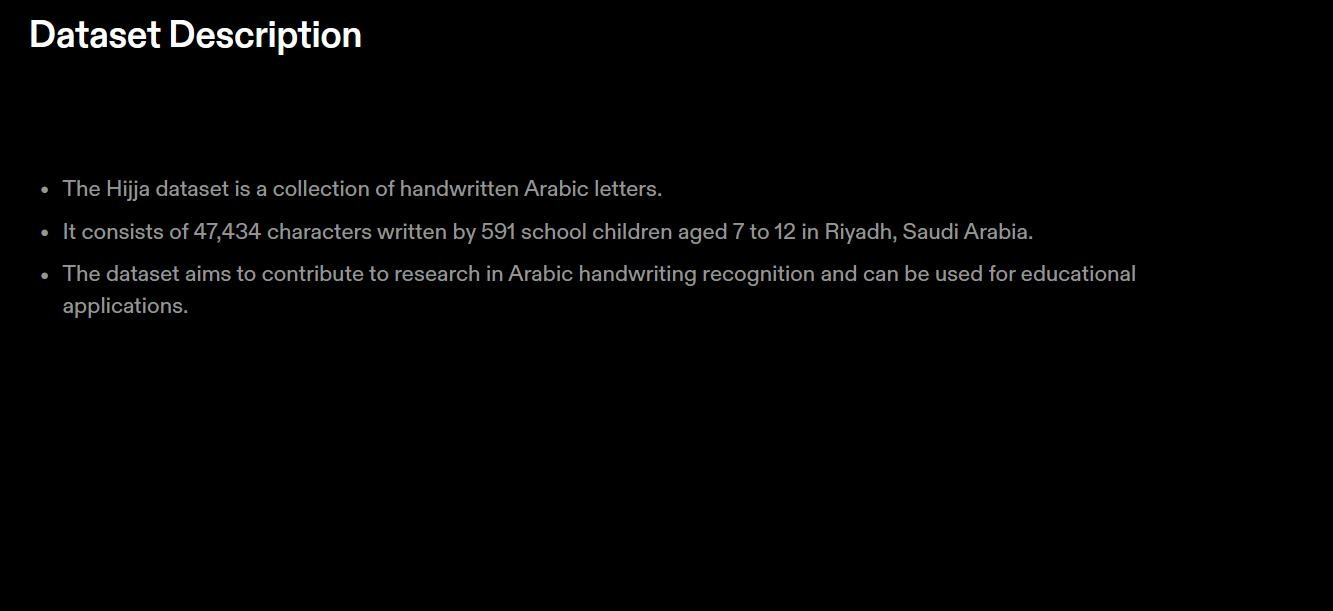 Dataset Description
• The Hijja dataset is a collection of handwritten Arabic letters.
• It consists of 47,434 characters written by 591 school children aged 7 to 12 in Riyadh, Saudi Arabia.
• The dataset aims to contribute to research in Arabic handwriting recognition and can be used for educational
applications.